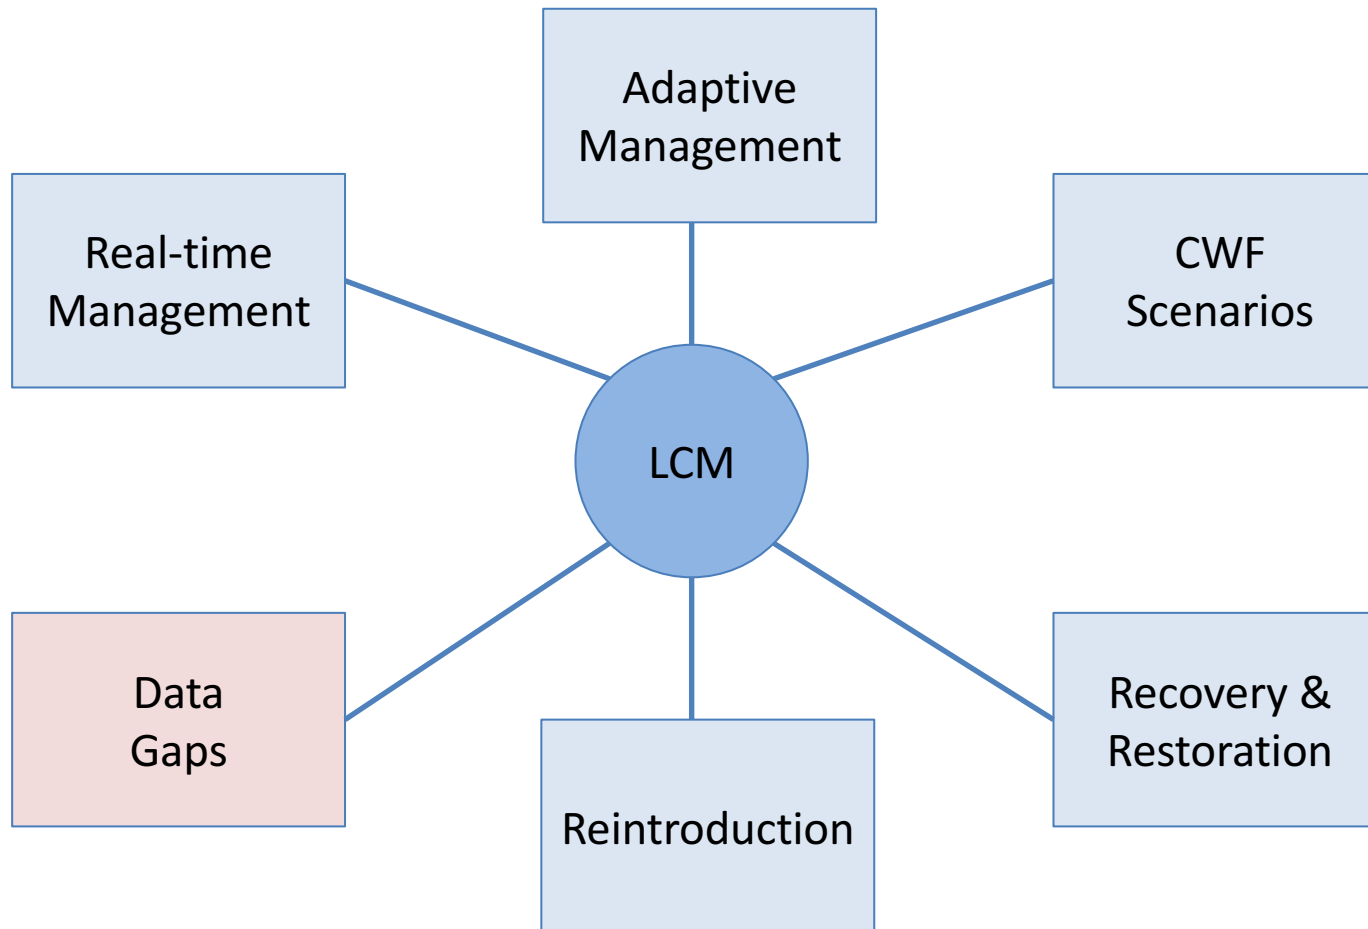 Adaptive
Management
Real-time
Management
CWF
Scenarios
LCM
Data
Gaps
Reintroduction
Recovery &
Restoration